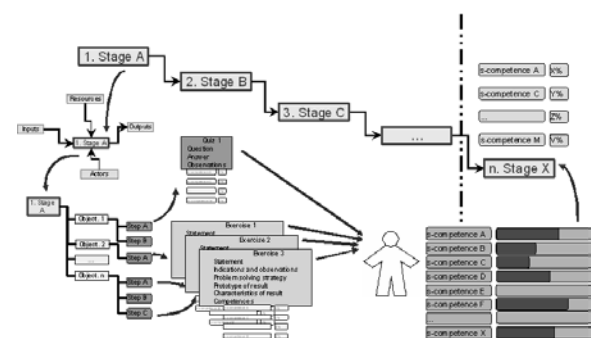 1. Stage A
2. Stage B
3. Stage C
...
n. Stage X
s-competence A X%
s-competence C Y%
... Z%
s-competence M V%
Resources
Inputs
1. Stage A
Outputs
Actors
1. Stage
A.
Object. 1
Object. 2
...
Object. n
Step A
Step B
Step A
Step A
Step B
Step C
Quiz 1
Question
Answer
Observations
Exercise 1
Statement
Exercise 2
Statement
Exercise 3
Statement
Indications and observations
Problem solving strategy
Prototype of result
Characteristics of result
Competences
s-competence A
s-competence B
s-competence C
s-competence D
s-competence E
s-competence F
...
s-competence X